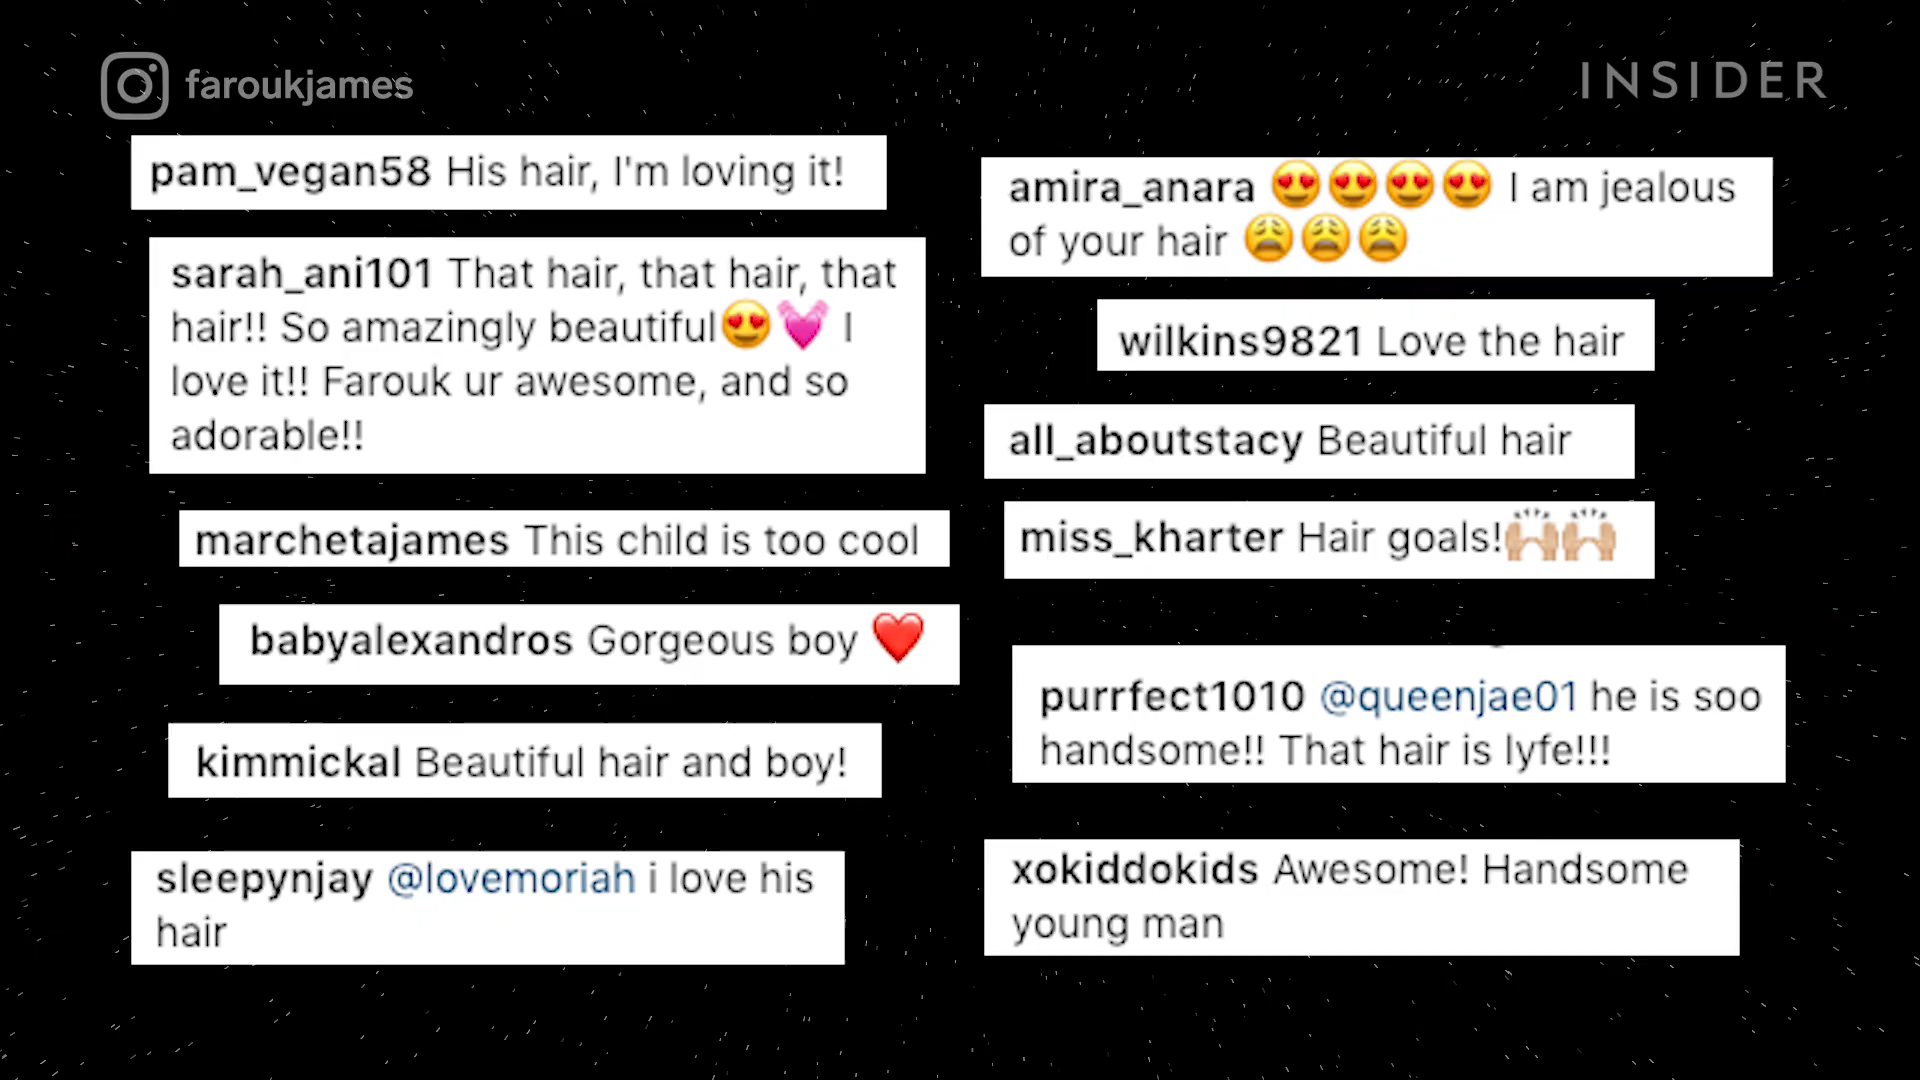 faroukjames
INSIDER
pam_vegan58 His hair, I'm loving it!
sarah_ani101 That hair, that hair, that
hair!! So amazingly beautiful😍💓 I
love it!! Farouk ur awesome, and so
adorable!!
marchetajames This child is too cool
babyalexandros Gorgeous boy ❤️
kimmickal Beautiful hair and boy!
sleepynjay @lovemoriah i love his
hair
amira_anara 😍😍😍😍 I am jealous
of your hair 😩😩😩
wilkins9821 Love the hair
all_aboutstacy Beautiful hair
miss_kharter Hair goals!🙌🏼🙌🏼
purrfect1010 @queenjae01 he is soo
handsome!! That hair is lyfe!!!
xokiddokids Awesome! Handsome
young man